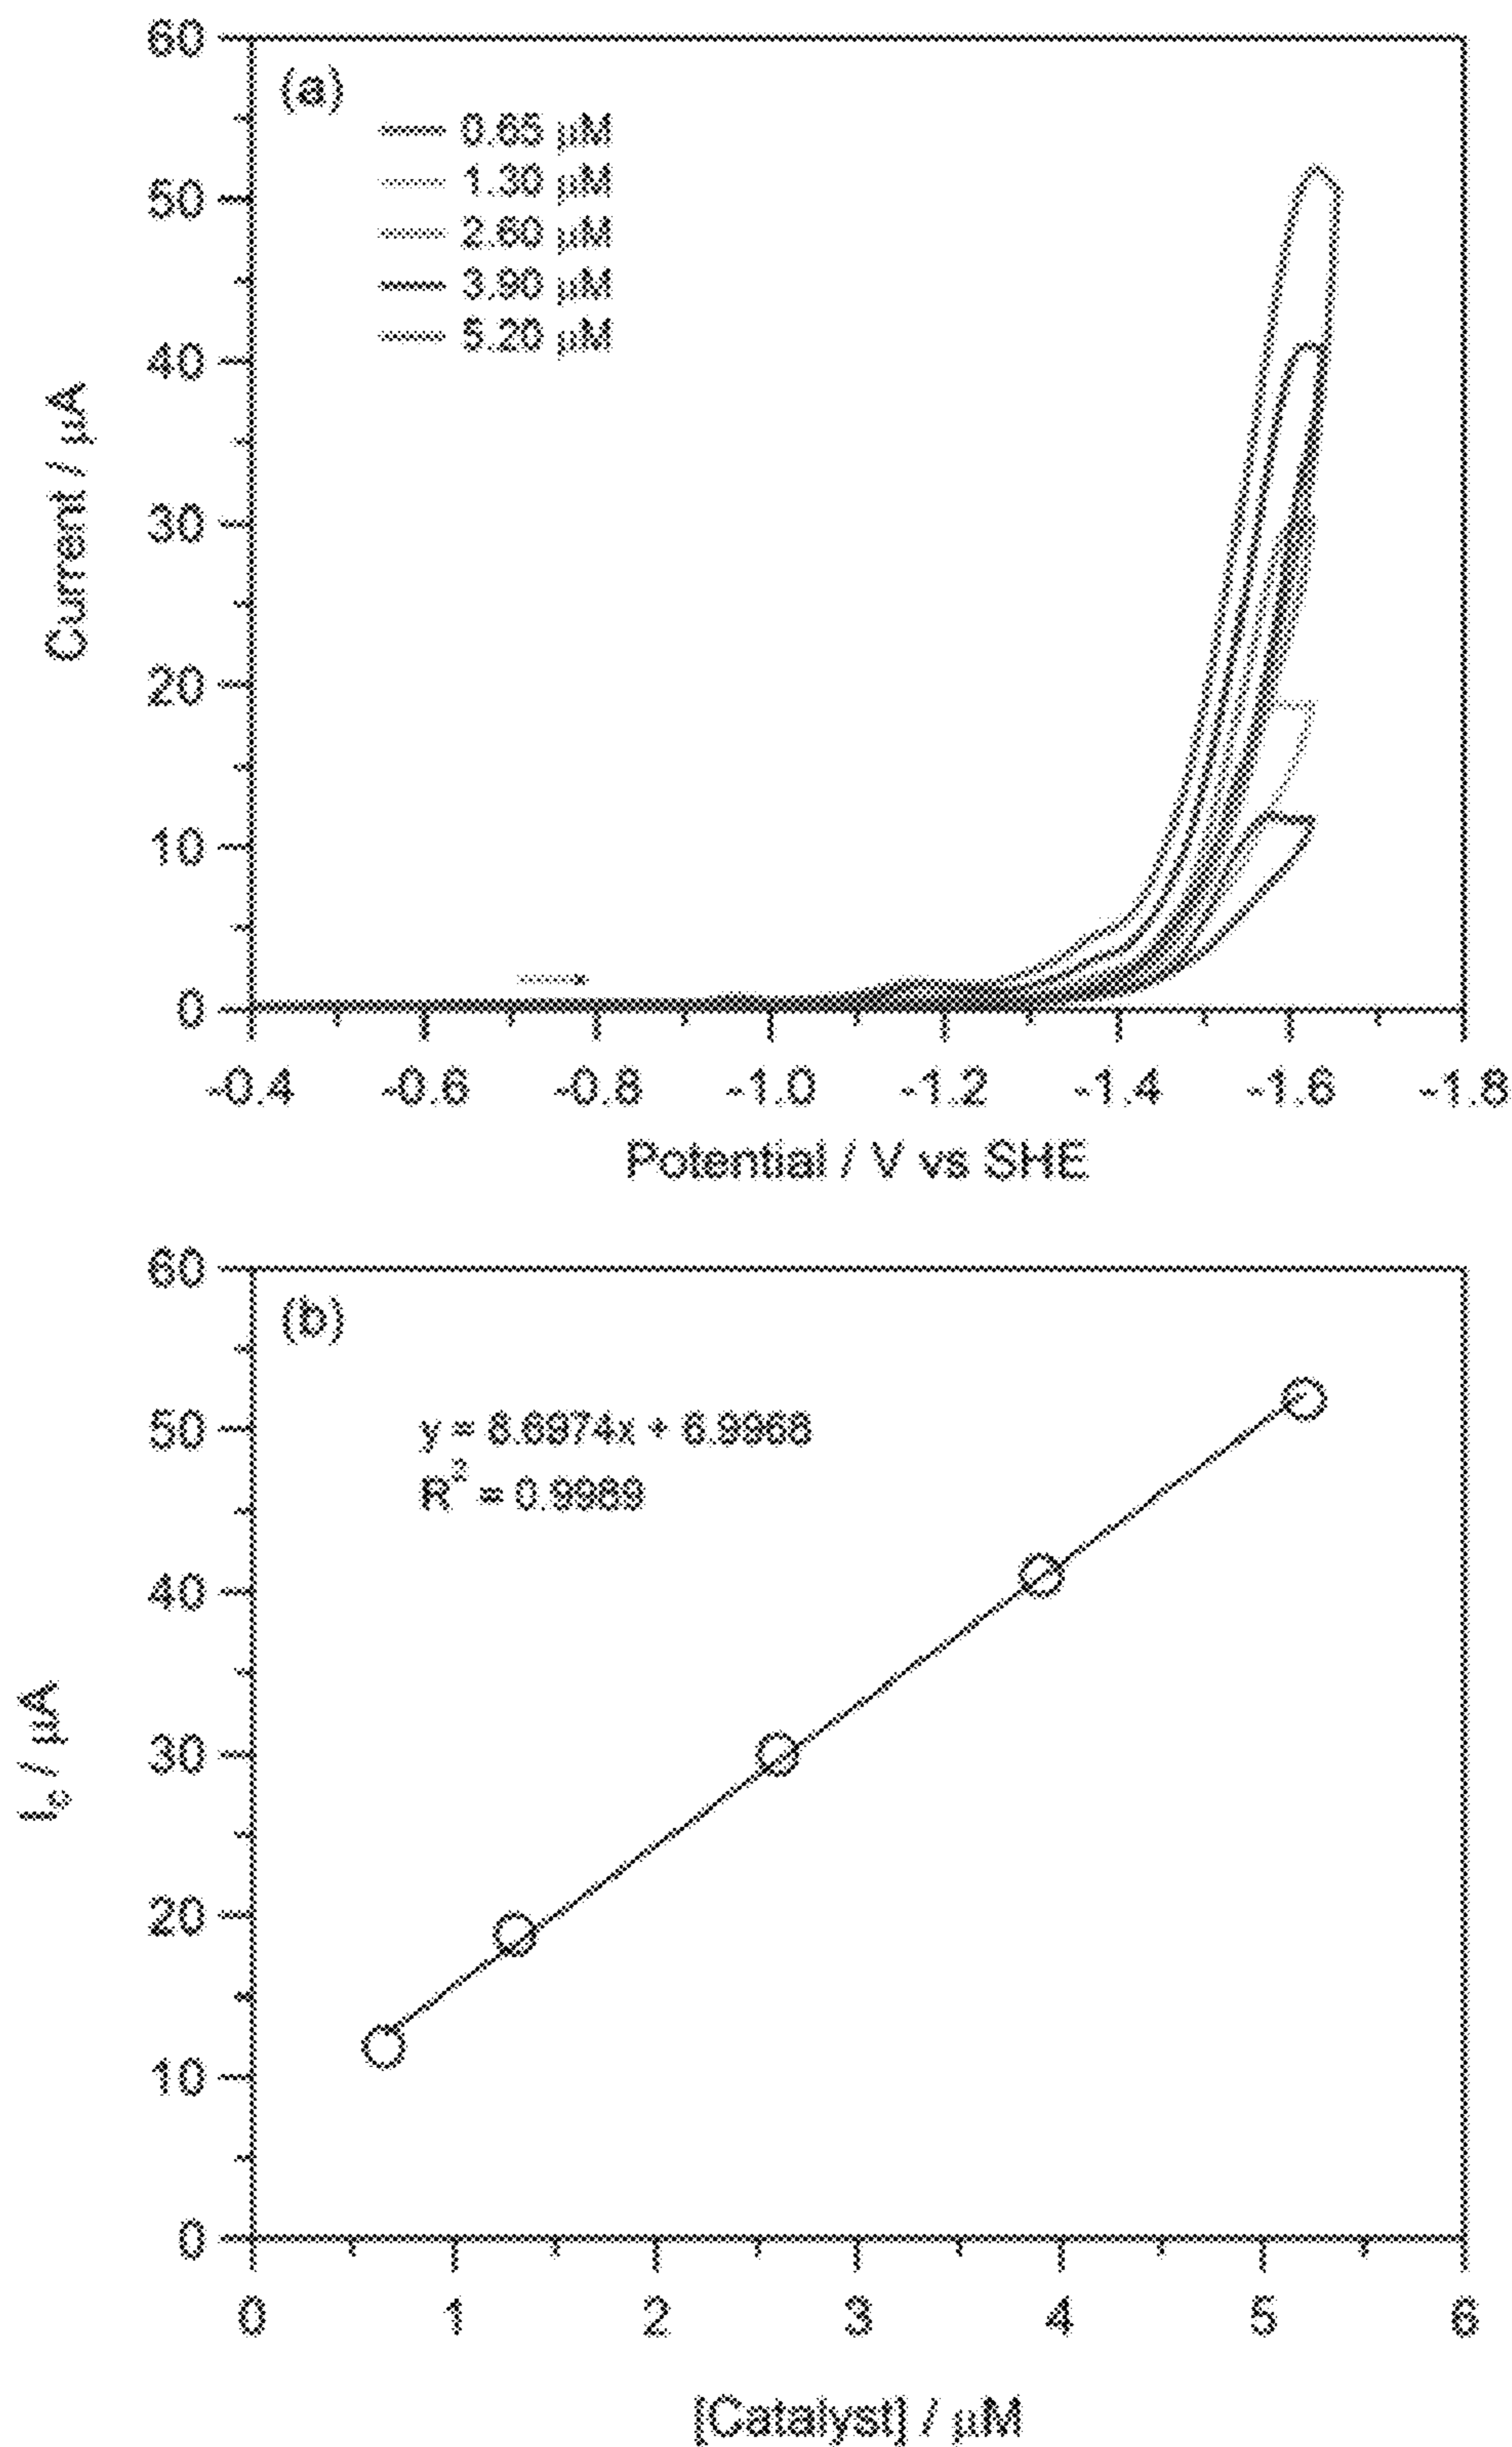 60
(a)
0.65 µM
1.30 µM
50
2.60 µM
3.90 µM
5.20 µM
40
Current / µA
30
20
10
0
-0.4 -0.6 -0.8 -1.0 -1.2 -1.4 -1.6 -1.8
Potential / V vs SHE
60
(b)
y = 8.6974x + 6.9968
50
R² = 0.9989
40
30
I / µA
20
10
0
0 1 2 3 4 5 6
[Catalyst] / µM